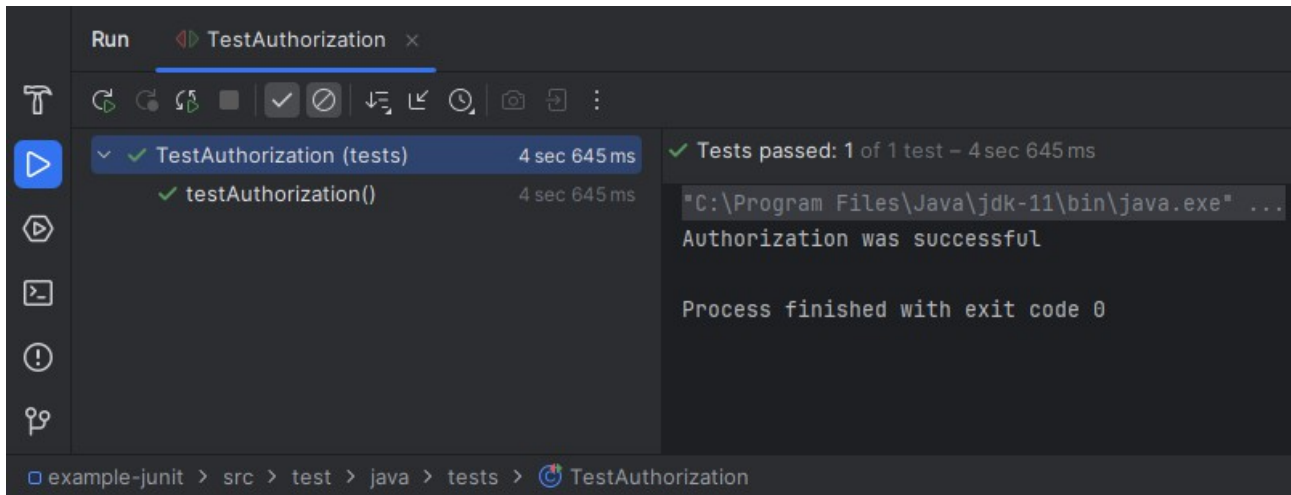 Run TestAuthorization
TestAuthorization (tests) 4 sec 645 ms
testAuthorization() 4 sec 645 ms
Tests passed: 1 of 1 test – 4 sec 645 ms
"C:\Program Files\Java\jdk-11\bin\java.exe" ...
Authorization was successful
Process finished with exit code 0
example-junit > src > test > java > tests > TestAuthorization